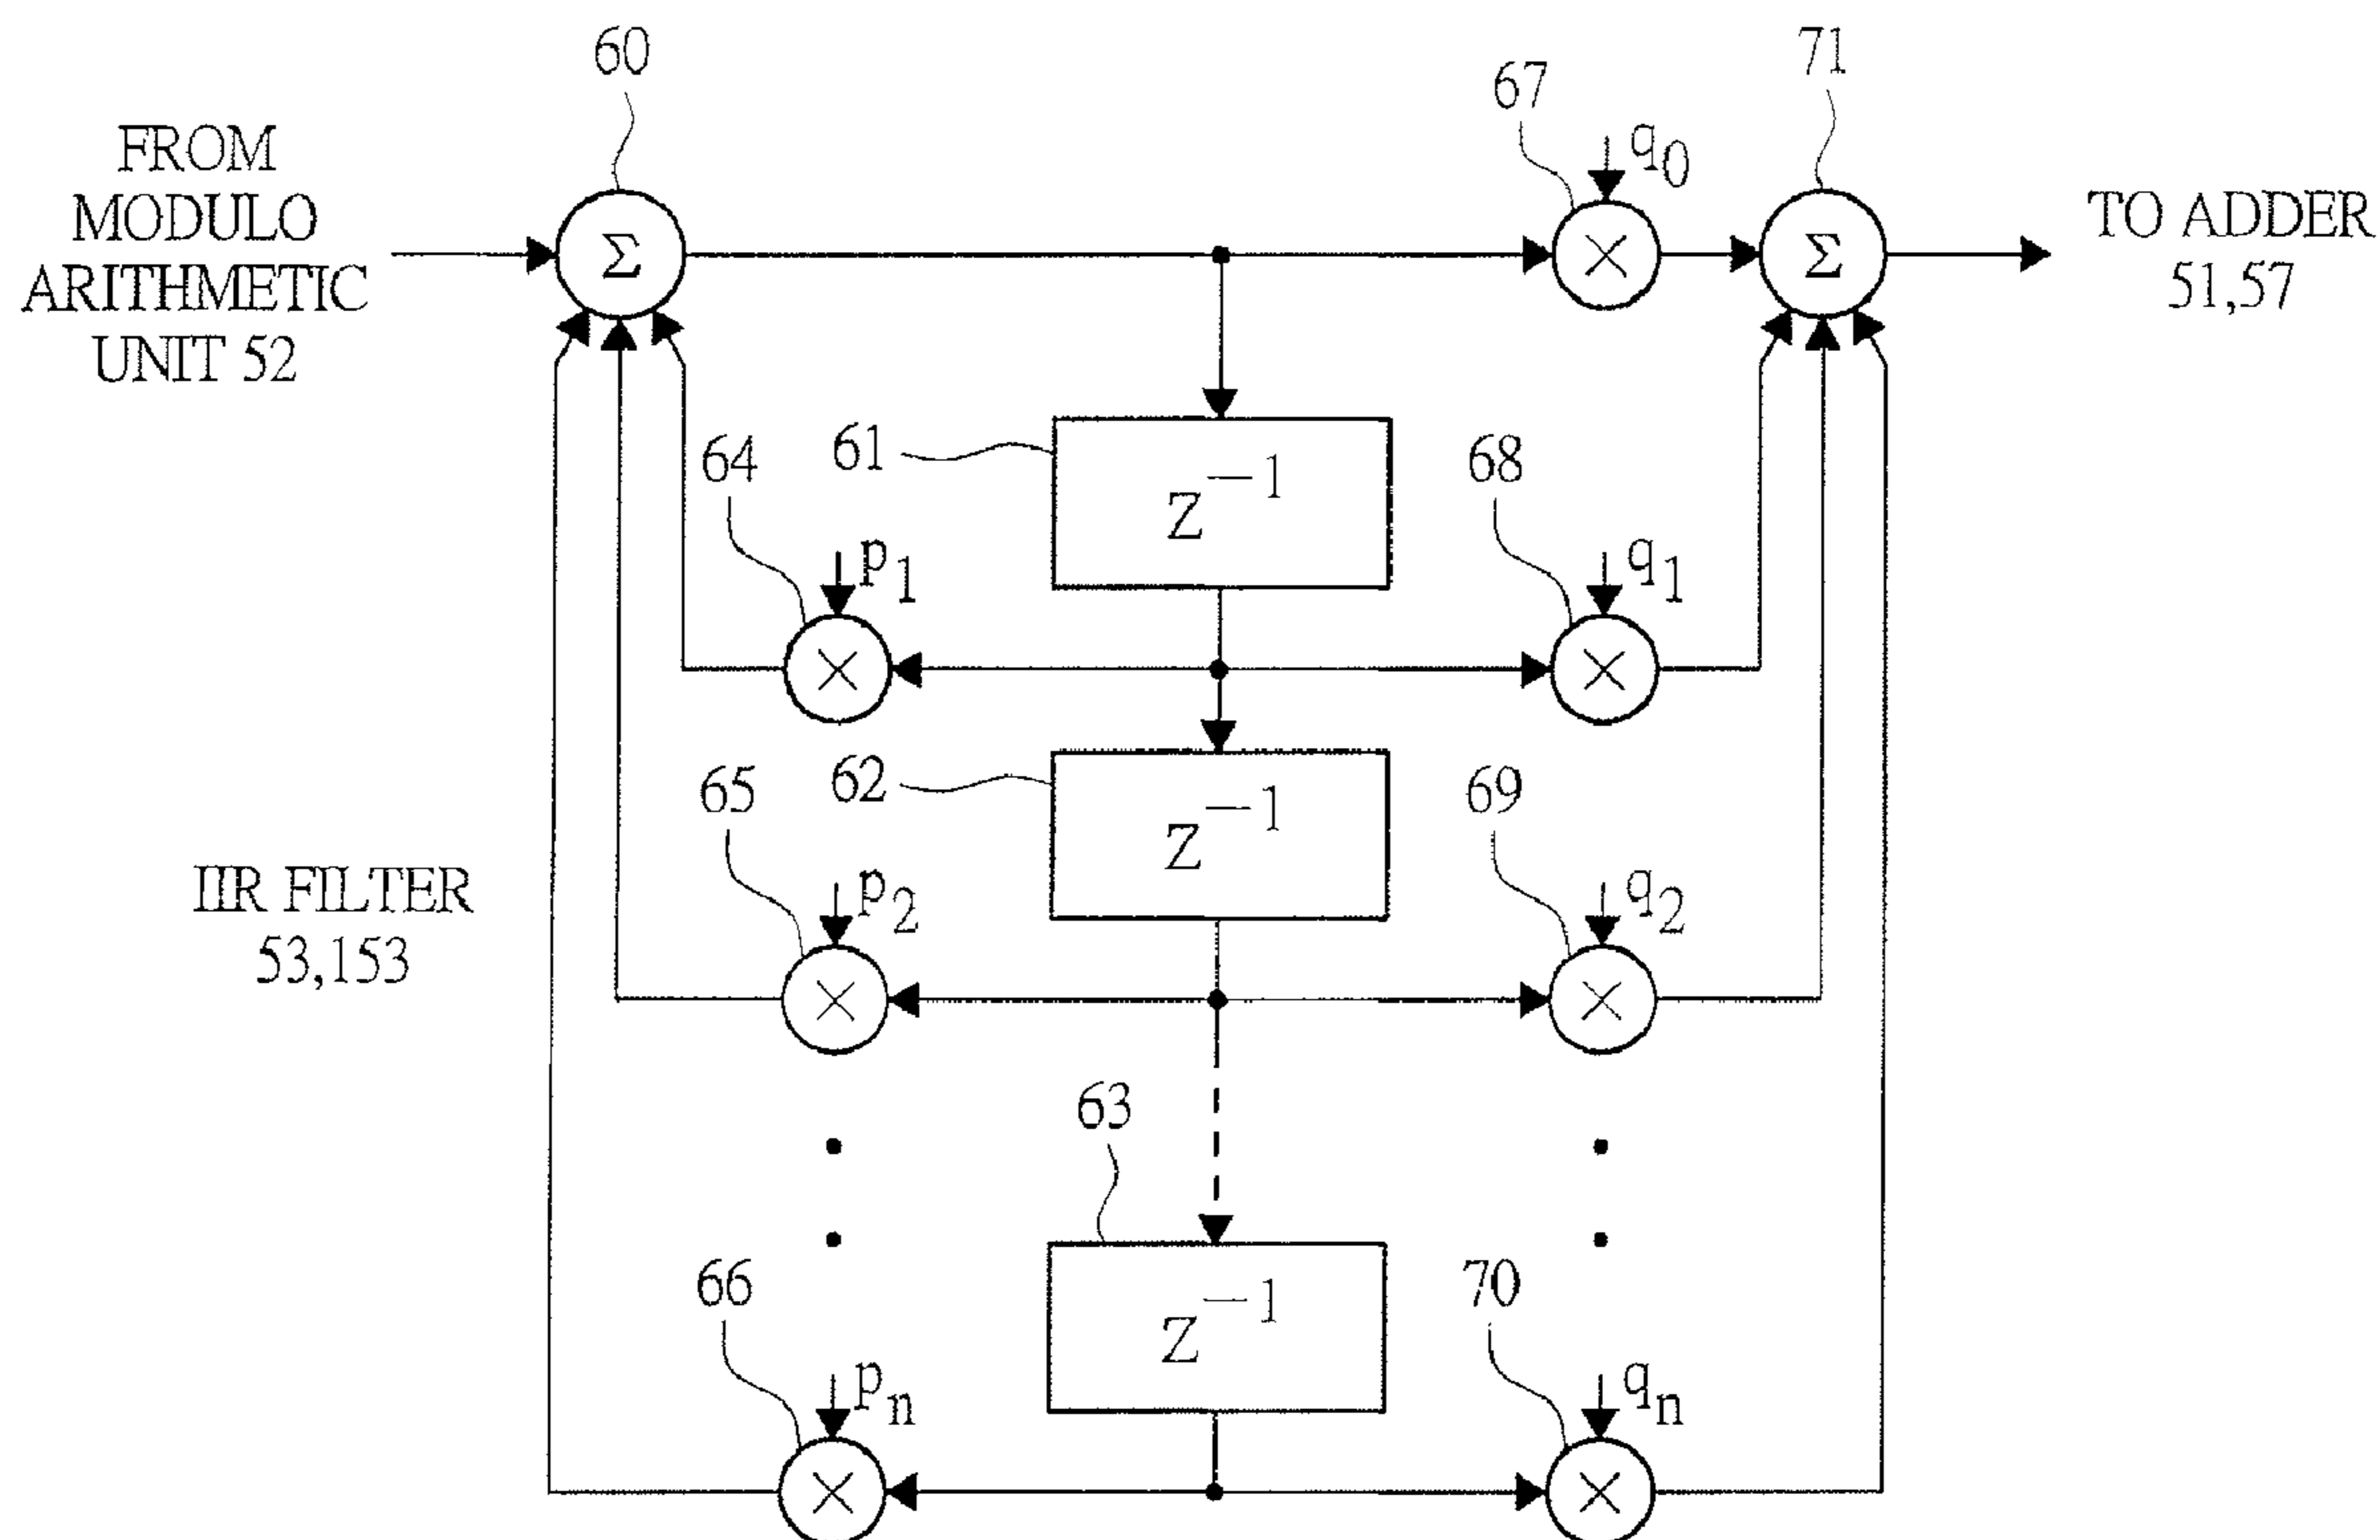 60
71
67
q0
FROM
MODULO
ARITHMETIC
UNIT 52
Σ
×
Σ
TO ADDER
51,57
64
61
Z−1
68
p1
q1
×
×
65
62
Z−1
69
IIR FILTER
53,153
p2
q2
×
×
63
66
Z−1
70
pn
qn
×
×